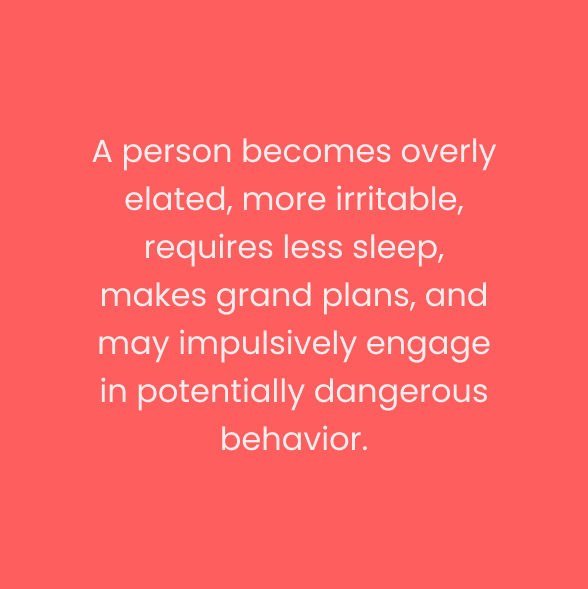 A person becomes overly
elated, more irritable,
requires less sleep,
makes grand plans, and
may impulsively engage
in potentially dangerous
behavior.